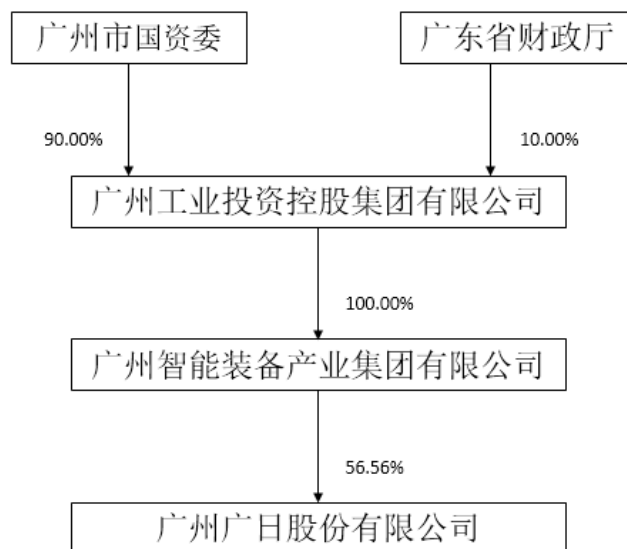 广州市国资委
广东省财政厅
90.00%
10.00%
广州工业投资控股集团有限公司
100.00%
广州智能装备产业集团有限公司
56.56%
广州广日股份有限公司